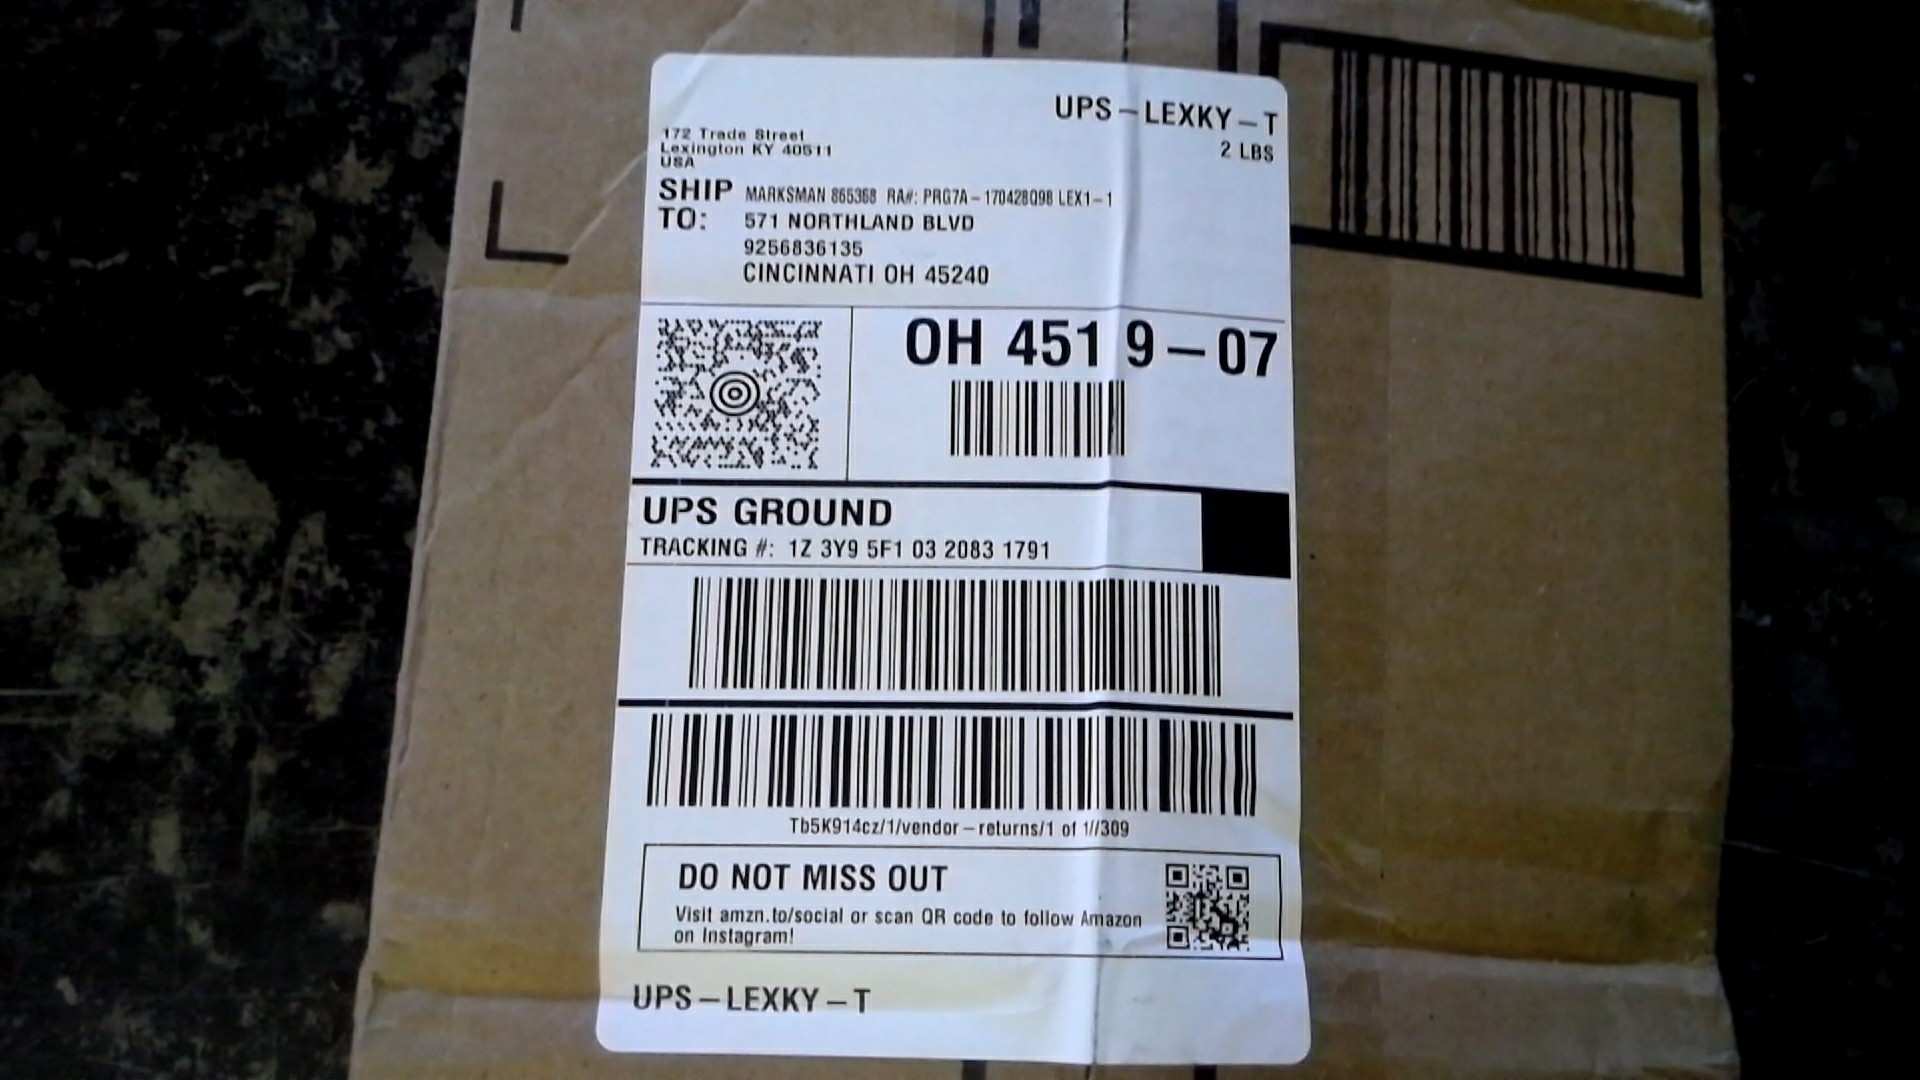 UPS – LEXKY – T
2 LBS
172 Trade Street
Lexington KY 40511
USA
SHIP TO:
MARKSMAN 865368 RA#: PRG7A – 170428098 LEX1–1
571 NORTHLAND BLVD
9256836135
CINCINNATI OH 45240
OH 451 9 – 07
UPS GROUND
TRACKING #: 1Z 3Y9 5F1 03 2083 1791
Tb5K914cz/1/vendor – returns/1 of 1//309
DO NOT MISS OUT
Visit amzn.to/social or scan QR code to follow Amazon
on Instagram!
UPS – LEXKY – T